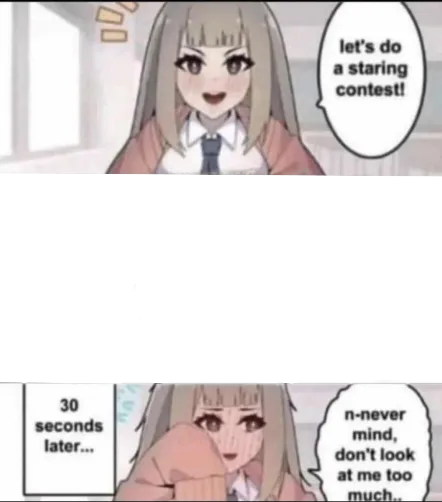 let's do
a staring
contest!
30
seconds
later...
n-never
mind,
don't look
at me too
much..